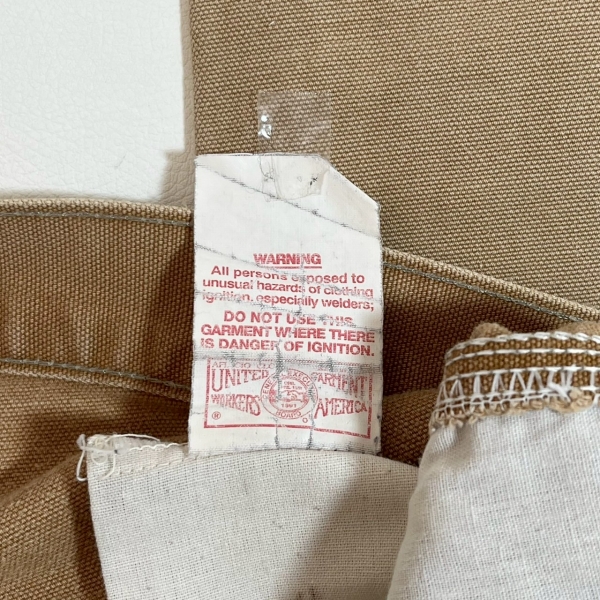 WARNING
All persons exposed to
unusual hazards of clothing
ignition, especially welders;
DO NOT USE THIS
GARMENT WHERE THERE
IS DANGER OF IGNITION.
UNITED GARMENT
WORKERS AMERICA